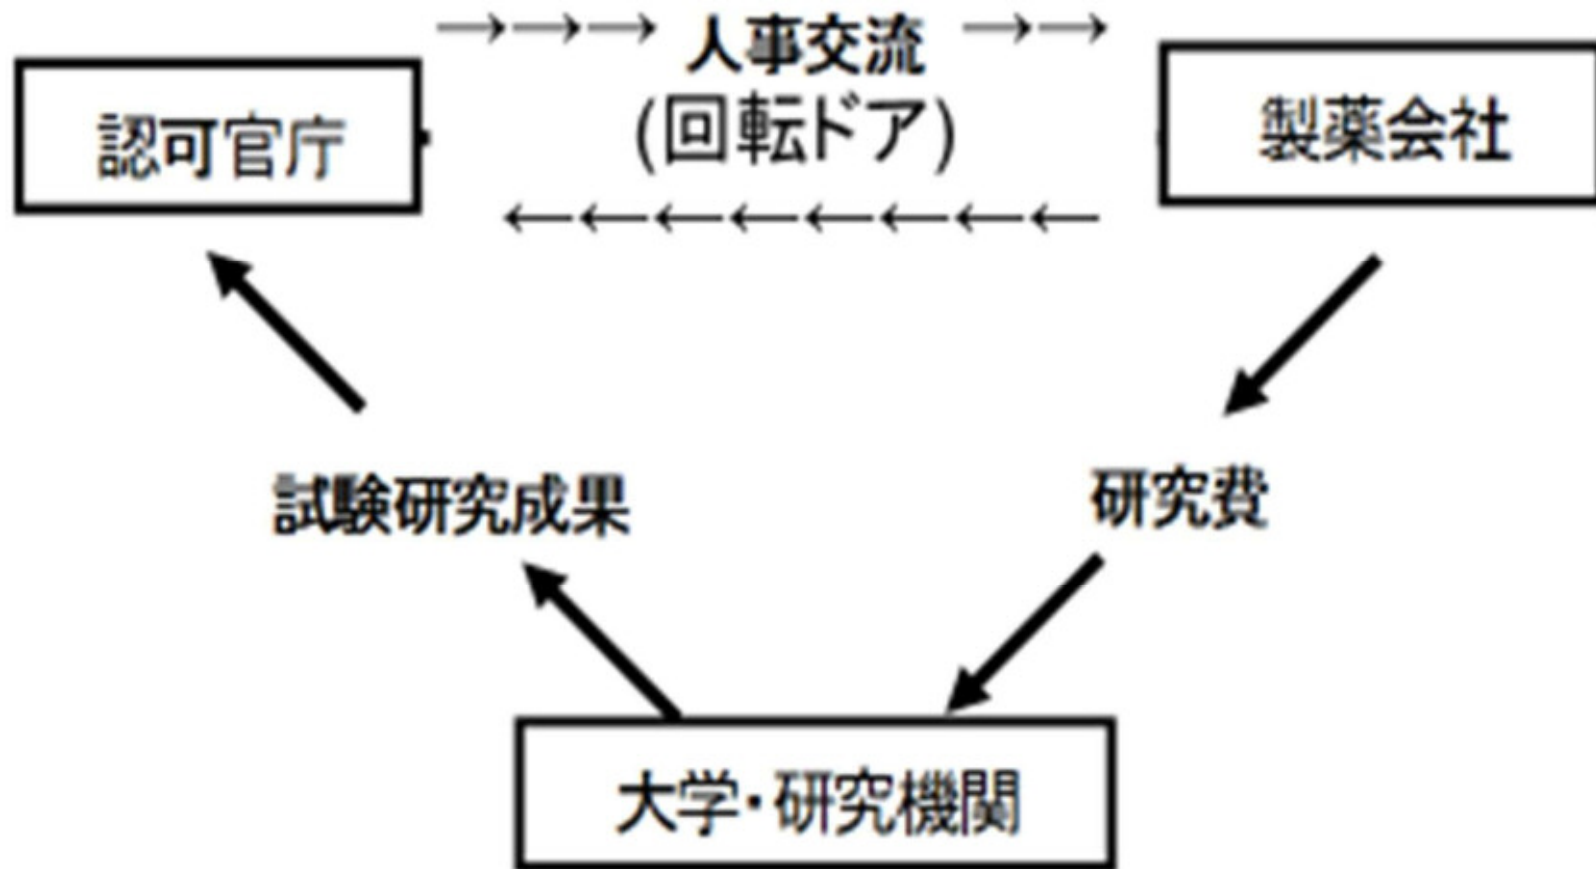 →→→ 人事交流 →→
認可官庁
(回転ドア)
製薬会社
←←←←←←←←
試験研究成果
研究費
大学・研究機関